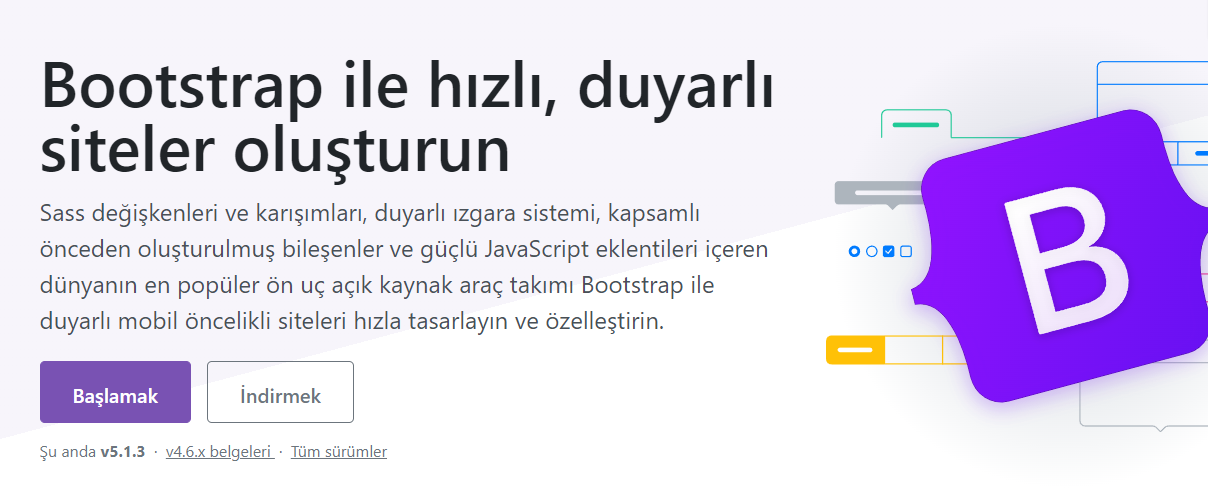 Bootstrap ile hızlı, duyarlı
siteler oluşturun
Sass değişkenleri ve karışımları, duyarlı ızgara sistemi, kapsamlı
önceden oluşturulmuş bileşenler ve güçlü JavaScript eklentileri içeren
dünyanın en popüler ön uç açık kaynak araç takımı Bootstrap ile
duyarlı mobil öncelikli siteleri hızla tasarlayın ve özelleştirin.
Başlamak İndirmek
Şu anda v5.1.3 · v4.6.x belgeleri · Tüm sürümler
B